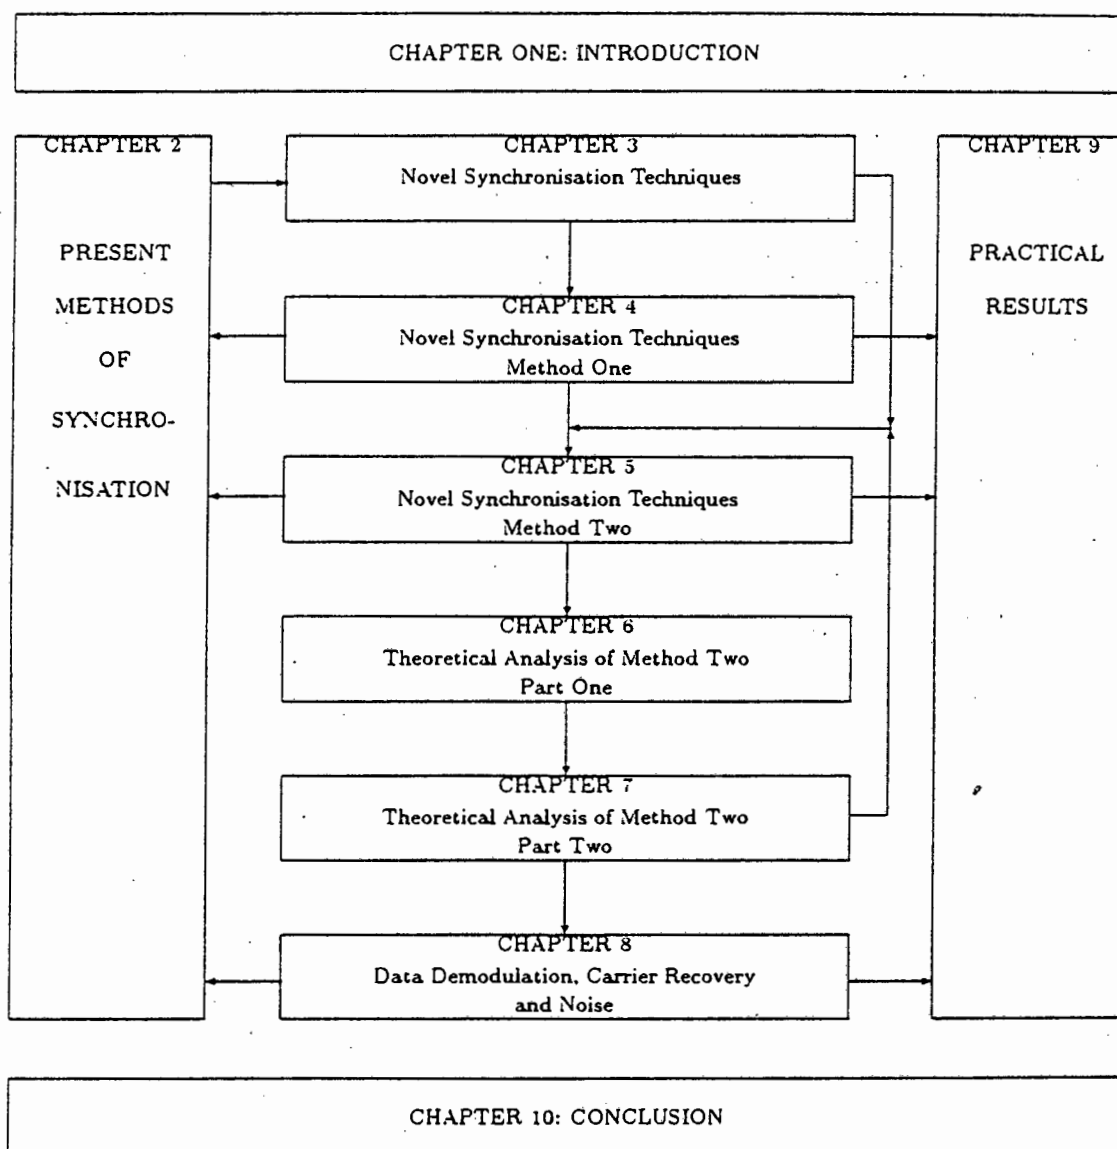 CHAPTER ONE: INTRODUCTION
CHAPTER 2
PRESENT
METHODS
OF
SYNCHRO-
NISATION
CHAPTER 3
Novel Synchronisation Techniques
CHAPTER 4
Novel Synchronisation Techniques
Method One
CHAPTER 5
Novel Synchronisation Techniques
Method Two
CHAPTER 6
Theoretical Analysis of Method Two
Part One
CHAPTER 7
Theoretical Analysis of Method Two
Part Two
CHAPTER 8
Data Demodulation, Carrier Recovery
and Noise
CHAPTER 9
PRACTICAL
RESULTS
CHAPTER 10: CONCLUSION